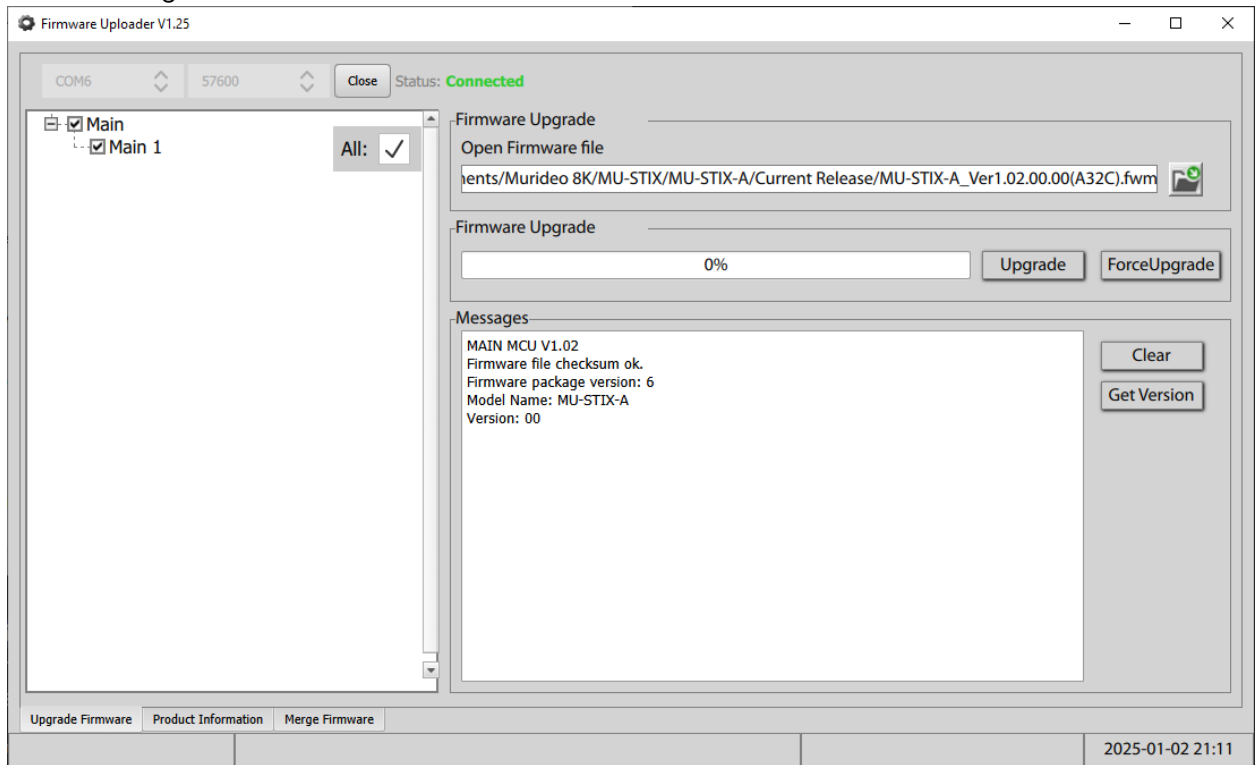 Firmware Uploader V1.25
COM6 57600 Close Status: Connected
Main
Main 1
All:
Firmware Upgrade
Open Firmware file
ents/Murideo 8K/MU-STIX/MU-STIX-A/Current Release/MU-STIX-A_Ver1.02.00.00(A32C).fwm
Firmware Upgrade
0% Upgrade ForceUpgrade
Messages
MAIN MCU V1.02
Firmware file checksum ok.
Firmware package version: 6
Model Name: MU-STIX-A
Version: 00
Clear
Get Version
Upgrade Firmware Product Information Merge Firmware
2025-01-02 21:11